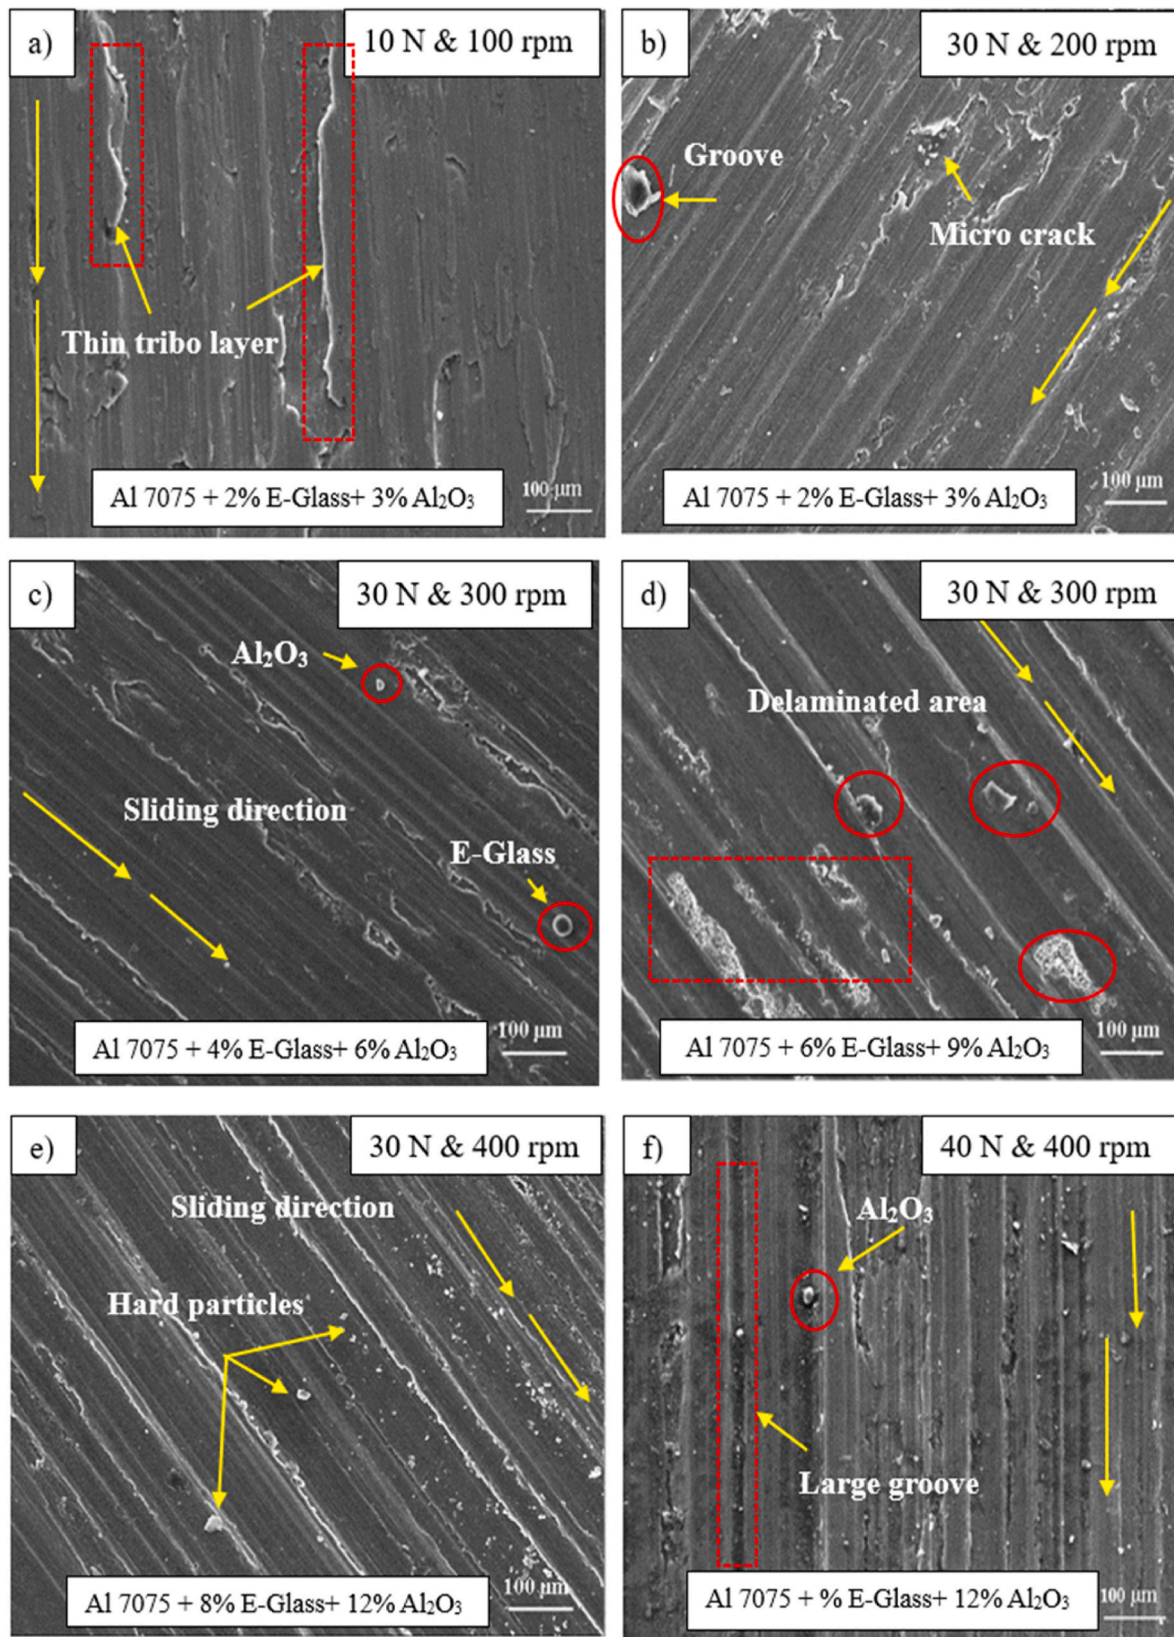 a)
10 N & 100 rpm
Thin tribo layer
Al 7075 + 2% E-Glass+ 3% Al₂O₃
100 µm
b)
30 N & 200 rpm
Groove
Micro crack
Al 7075 + 2% E-Glass+ 3% Al₂O₃
100 µm
c)
30 N & 300 rpm
Al₂O₃
Sliding direction
E-Glass
Al 7075 + 4% E-Glass+ 6% Al₂O₃
100 µm
d)
30 N & 300 rpm
Delaminated area
Al 7075 + 6% E-Glass+ 9% Al₂O₃
100 µm
e)
30 N & 400 rpm
Sliding direction
Hard particles
Al 7075 + 8% E-Glass+ 12% Al₂O₃
100 µm
f)
40 N & 400 rpm
Al₂O₃
Large groove
Al 7075 + % E-Glass+ 12% Al₂O₃
100 µm